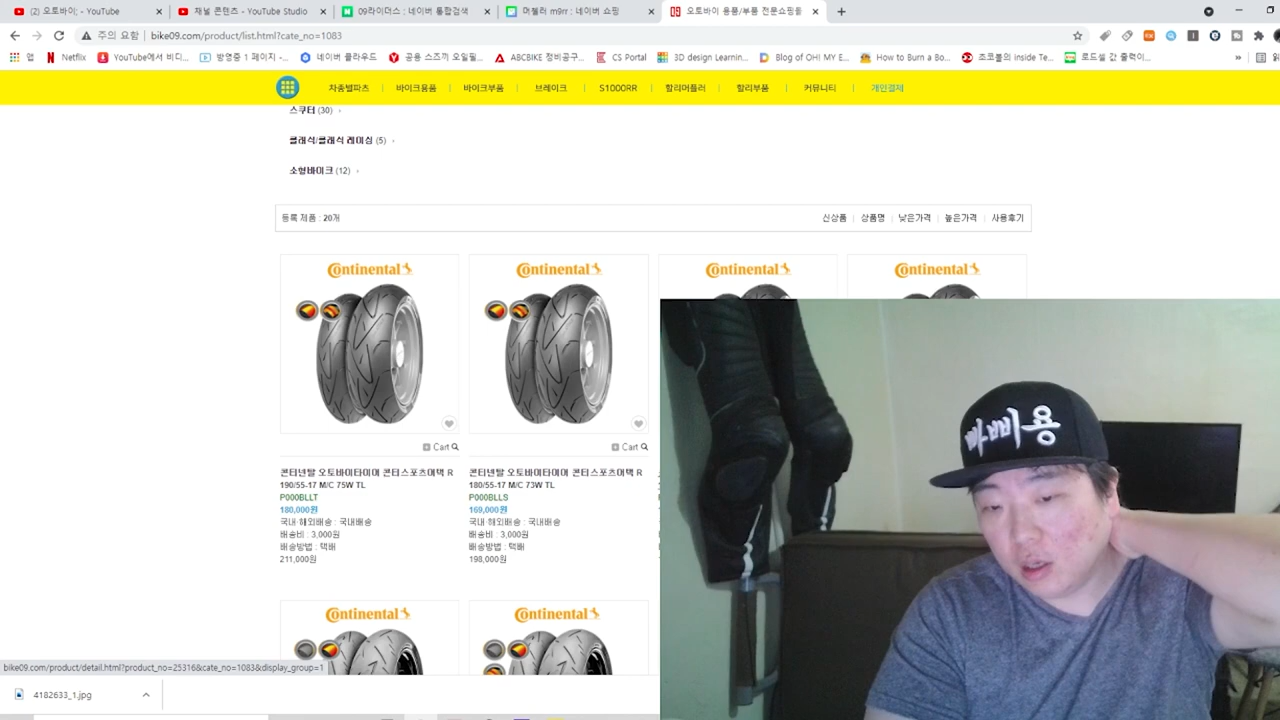 (2) 오토바이; - YouTube
채널 콘텐츠 - YouTube Studio
09라이더스 : 네이버 통합검색
머첼러 m9rr : 네이버 쇼핑
오토바이 용품/부품 전문쇼핑몰
주의 요함 | bike09.com/product/list.html?cate_no=1083
앱
Netflix
YouTube에서 비디...
방영중 1 페이지 -...
네이버 클라우드
공용 스즈끼 오일필...
ABCBIKE 정비공구...
CS Portal
3D design Learnin...
Blog of OH! MY E...
How to Burn a Bo...
초코볼의 Inside Te...
로드셀 값 출력이...
차종별파츠
바이크용품
바이크부품
브레이크
S1000RR
할리머플러
할리부품
커뮤니티
개인결제
스쿠터 (30)
클래식/클래식 레이싱 (5)
소형바이크 (12)
등록 제품 : 20개
신상품 | 상품명 | 낮은가격 | 높은가격 | 사용후기
Continental
Continental
Continental
Continental
Cart
Cart
콘티넨탈 오토바이타이어 콘티스포츠어택 R
190/55-17 M/C 75W TL
P000BLLT
180,000원
국내·해외배송 : 국내배송
배송비 : 3,000원
배송방법 : 택배
211,000원
콘티넨탈 오토바이타이어 콘티스포츠어택 R
180/55-17 M/C 73W TL
P000BLLS
169,000원
국내·해외배송 : 국내배송
배송비 : 3,000원
배송방법 : 택배
198,000원
빠삐용
Continental
Continental
bike09.com/product/detail.html?product_no=25316&cate_no=1083&display_group=1
4182633_1.jpg